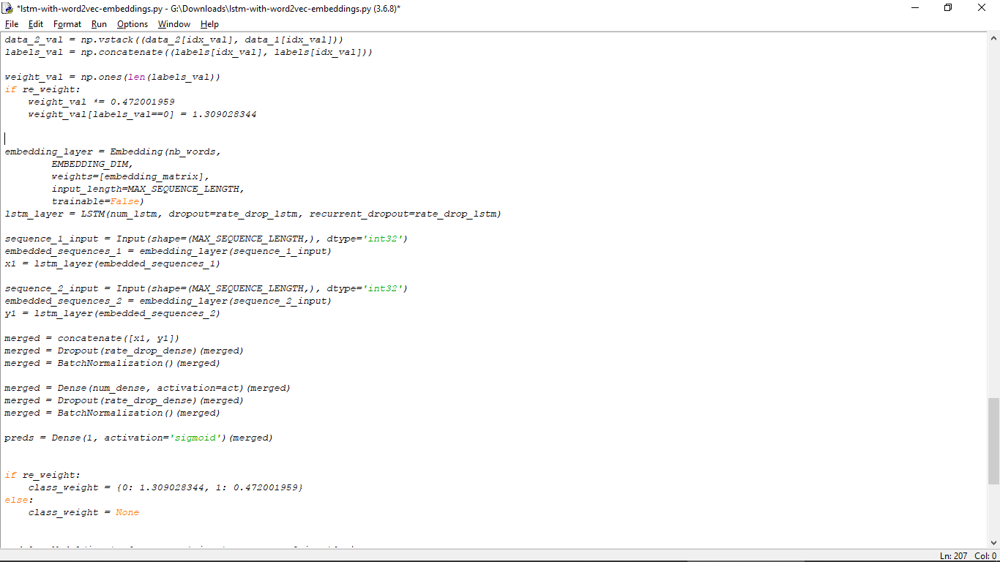 *lstm-with-word2vec-embeddings.py - G:\Downloads\lstm-with-word2vec-embeddings.py (3.6.8)*
File Edit Format Run Options Window Help
data_2_val = np.vstack((data_2[idx_val], data_1[idx_val]))
labels_val = np.concatenate((labels[idx_val], labels[idx_val]))
weight_val = np.ones(len(labels_val))
if re_weight:
    weight_val *= 0.472001959
    weight_val[labels_val==0] = 1.309028344
embedding_layer = Embedding(nb_words,
        EMBEDDING_DIM,
        weights=[embedding_matrix],
        input_length=MAX_SEQUENCE_LENGTH,
        trainable=False)
lstm_layer = LSTM(num_lstm, dropout=rate_drop_lstm, recurrent_dropout=rate_drop_lstm)
sequence_1_input = Input(shape=(MAX_SEQUENCE_LENGTH,), dtype='int32')
embedded_sequences_1 = embedding_layer(sequence_1_input)
x1 = lstm_layer(embedded_sequences_1)
sequence_2_input = Input(shape=(MAX_SEQUENCE_LENGTH,), dtype='int32')
embedded_sequences_2 = embedding_layer(sequence_2_input)
y1 = lstm_layer(embedded_sequences_2)
merged = concatenate([x1, y1])
merged = Dropout(rate_drop_dense)(merged)
merged = BatchNormalization()(merged)
merged = Dense(num_dense, activation=act)(merged)
merged = Dropout(rate_drop_dense)(merged)
merged = BatchNormalization()(merged)
preds = Dense(1, activation='sigmoid')(merged)
if re_weight:
    class_weight = {0: 1.309028344, 1: 0.472001959}
else:
    class_weight = None
Ln: 207 Col: 0